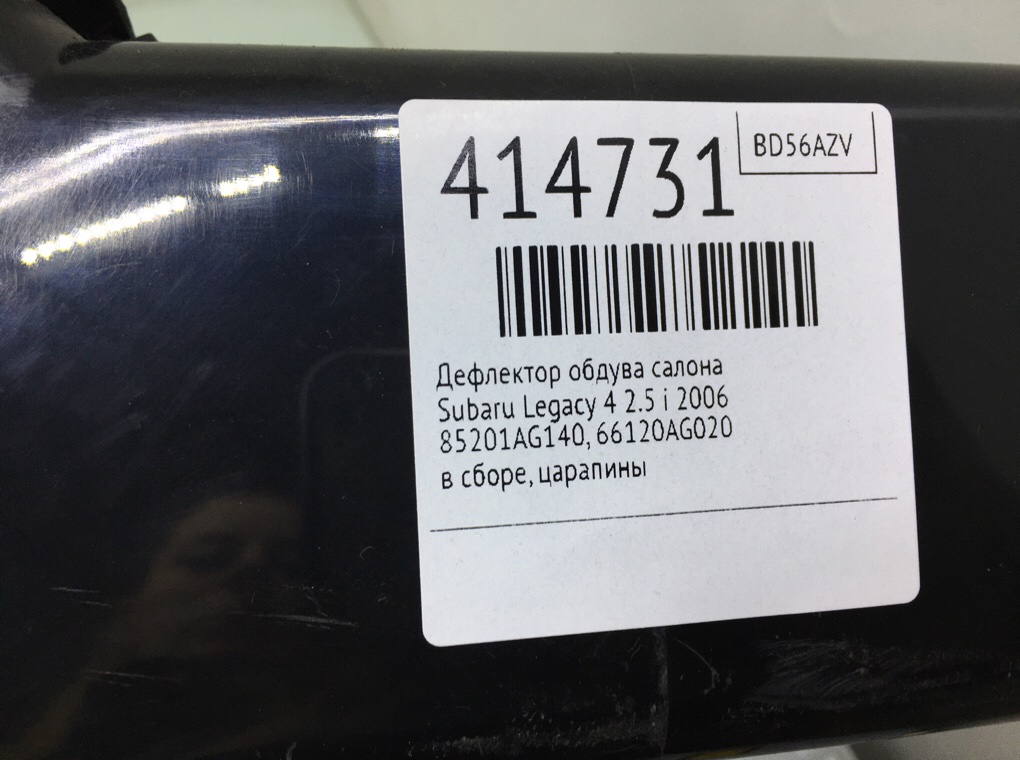 414731
BD56AZV
Дефлектор обдува салона
Subaru Legacy 4 2.5 i 2006
85201AG140, 66120AG020
в сборе, царапины